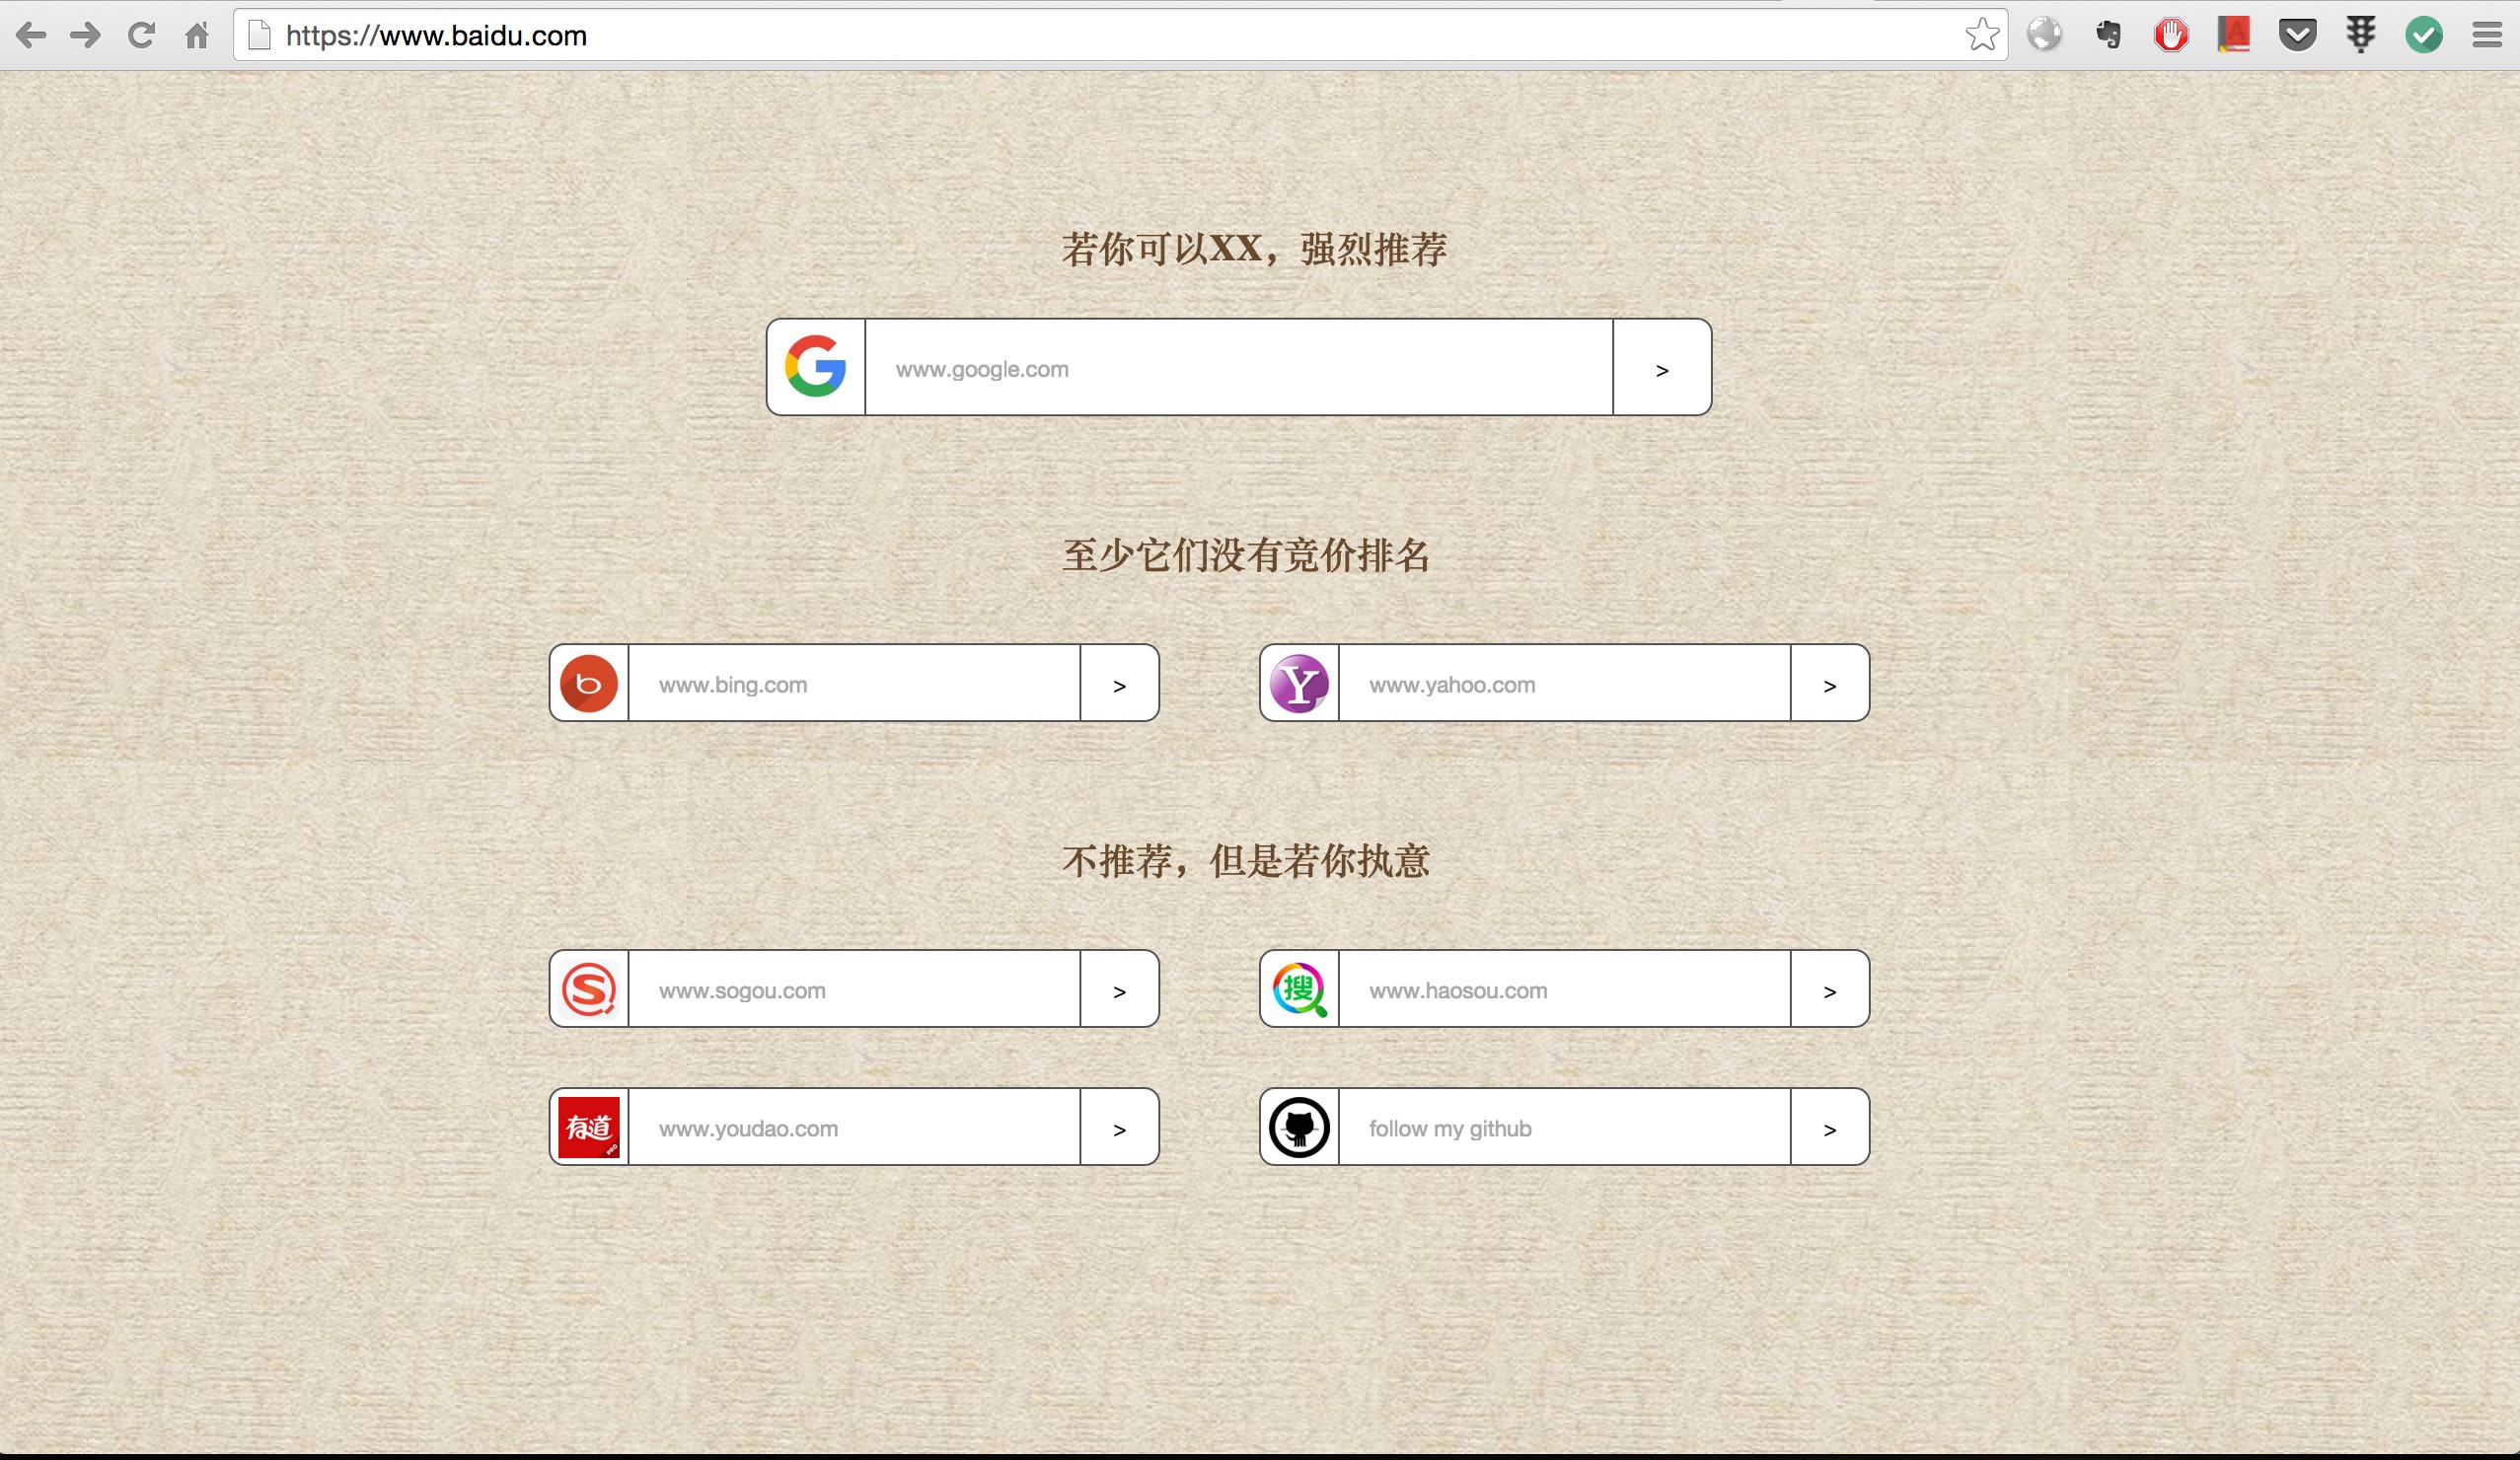 https://www.baidu.com
若你可以XX，强烈推荐
www.google.com
>
至少它们没有竞价排名
www.bing.com
>
www.yahoo.com
>
不推荐，但是若你执意
www.sogou.com
>
搜
www.haosou.com
>
有道
PRO
www.youdao.com
>
follow my github
>